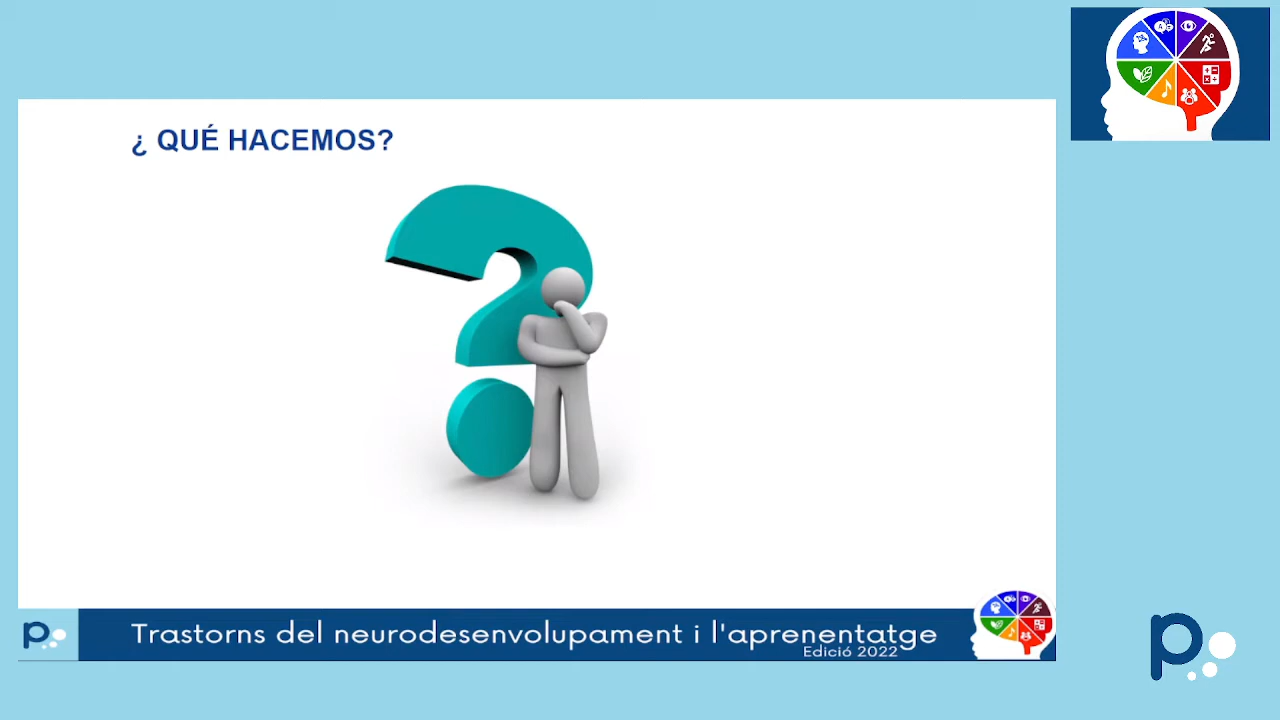 ¿ QUÉ HACEMOS?
p
Trastorns del neurodesenvolupament i l'aprenentatge
Edició 2022
p